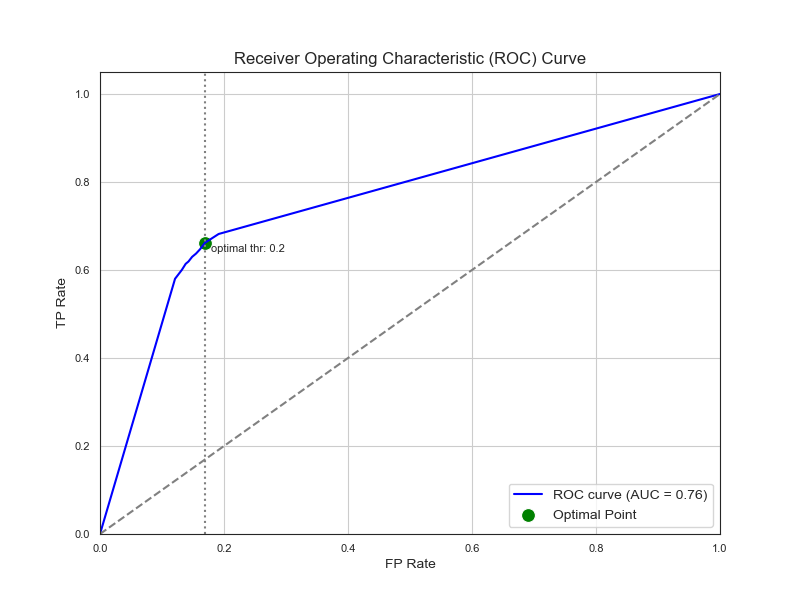 Receiver Operating Characteristic (ROC) Curve
1.0
0.8
0.6
0.4
0.2
0.0
TP Rate
optimal thr: 0.2
ROC curve (AUC = 0.76)
Optimal Point
0.0 0.2 0.4 0.6 0.8 1.0
FP Rate